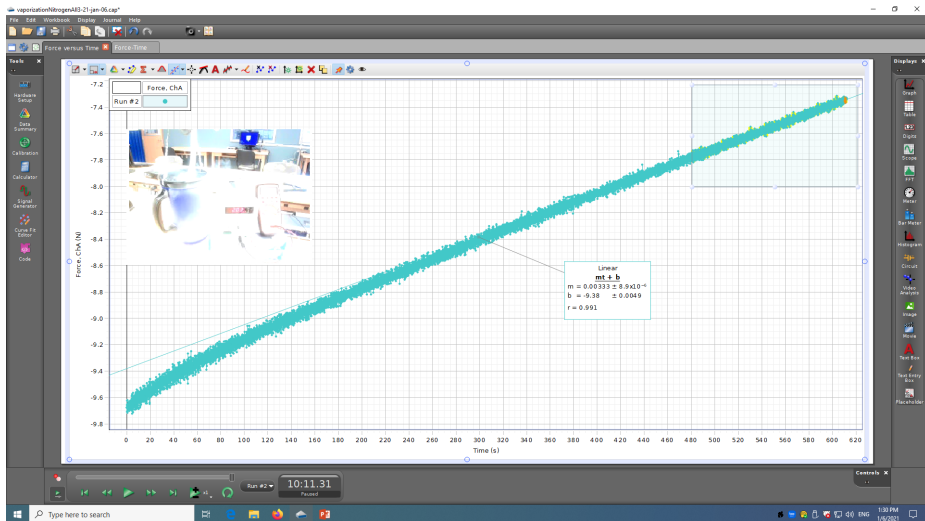 vaporizationNitrogenAll3-21-jan-06.cap*
File Edit Workbook Display Journal Help
Force versus Time
Force-Time
Tools
Hardware
Setup
Data
Summary
Calibration
Calculator
Signal
Generator
Curve Fit
Editor
Code
Force, ChA
Run #2
-7.2
-7.4
-7.6
-7.8
-8.0
-8.2
-8.4
-8.6
-8.8
-9.0
-9.2
-9.4
-9.6
-9.8
Force, ChA (N)
Linear
mt + b
m = 0.00333 ± 8.9x10⁻⁶
b = -9.38 ± 0.0049
r = 0.991
0 20 40 60 80 100 120 140 160 180 200 220 240 260 280 300 320 340 360 380 400 420 440 460 480 500 520 540 560 580 600 620
Time (s)
Displays
Graph
Table
Digits
Scope
FFT
Meter
Bar Meter
Histogram
Circuit
Video
Analysis
Image
Movie
Text Box
Text Entry
Box
Placeholder
Controls
Run #2
10:11.31
Paused
Type here to search
ENG
1:30 PM
1/6/2021